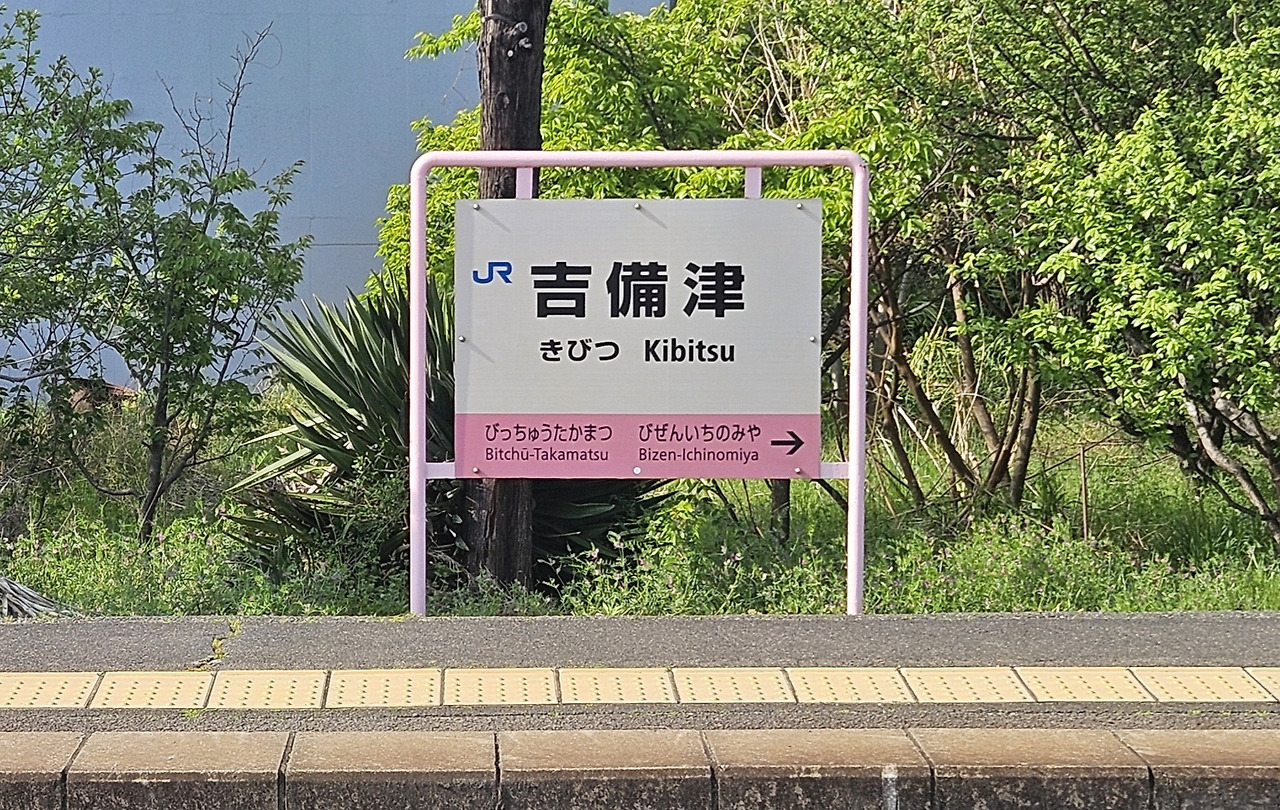 JR 吉備津
きびつ Kibitsu
びっちゅうたかまつ びぜんいちのみや →
Bitchū-Takamatsu Bizen-Ichinomiya